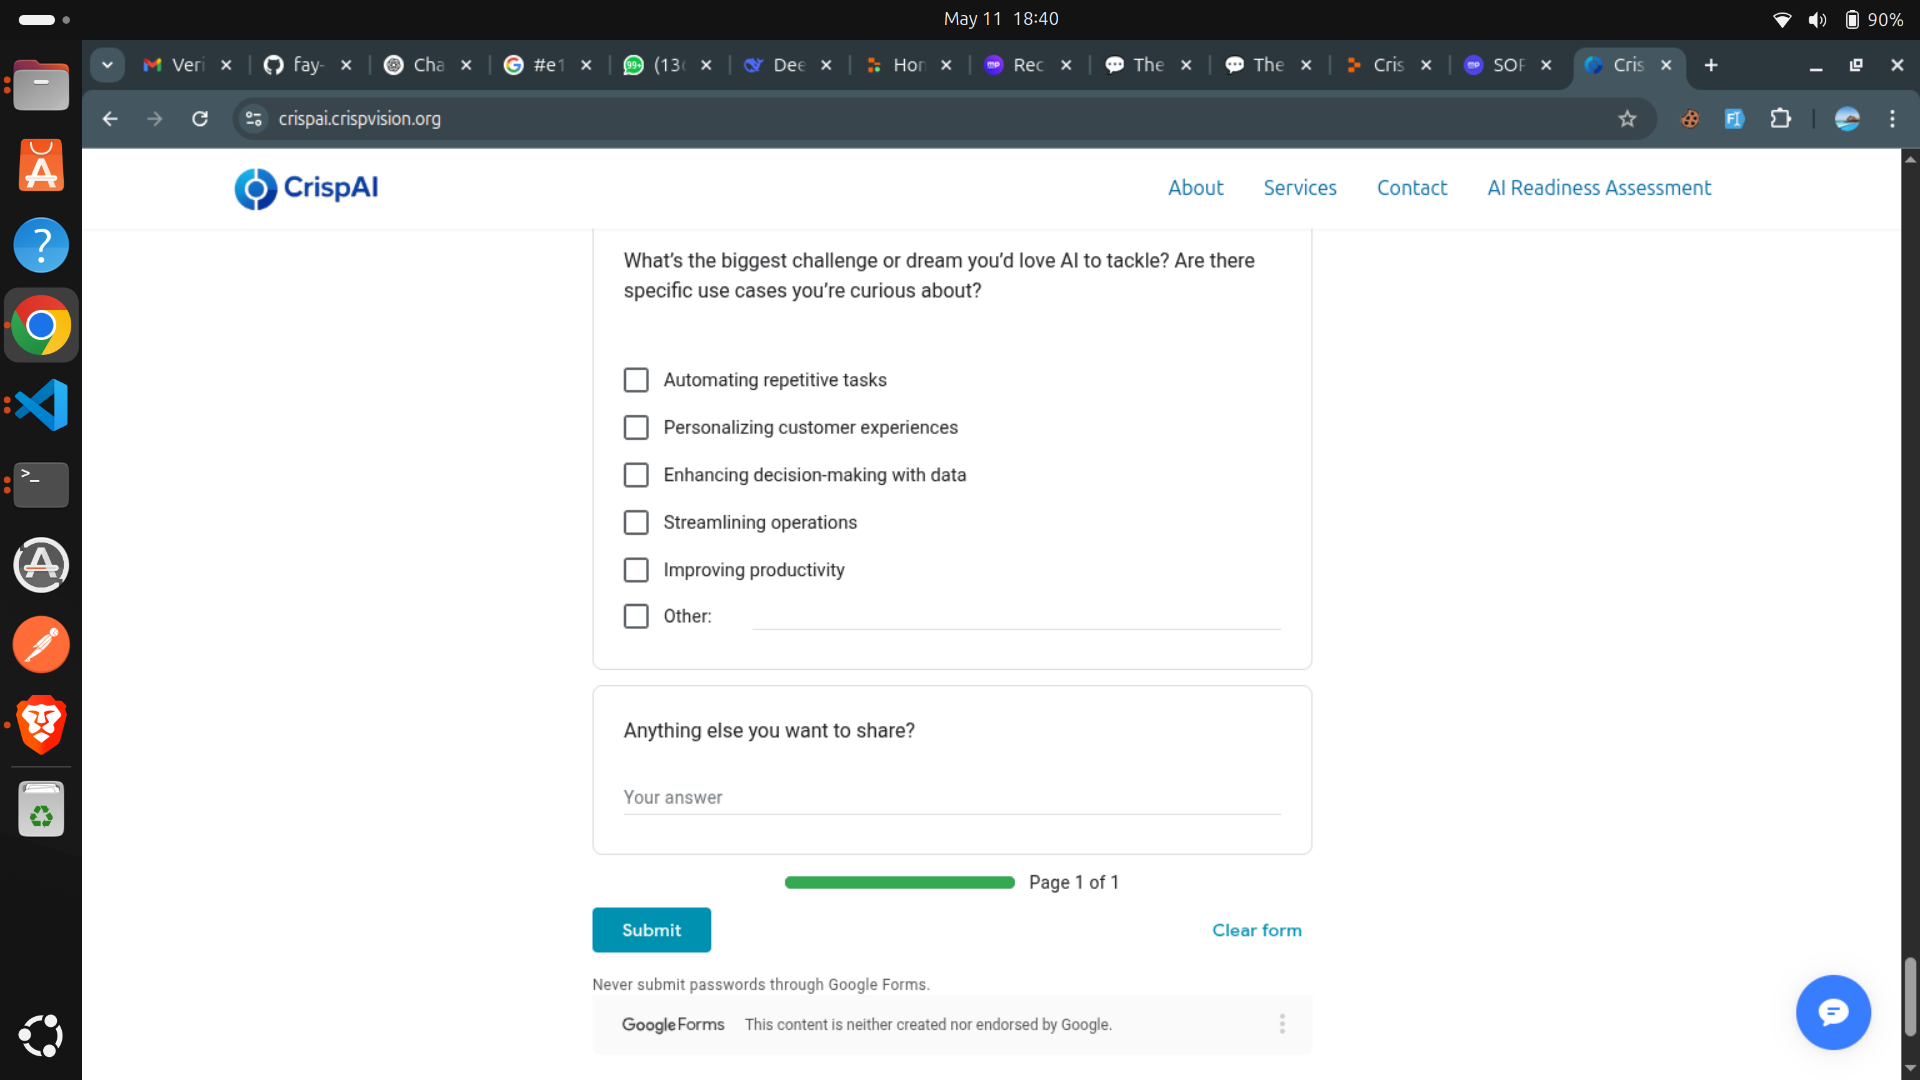 May 11 18:40
90%
Veri
fay-
Cha
#e1
(13
Dee
Hon
Rec
The
The
Cris
SOP
Cris
crispai.crispvision.org
CrispAI
About
Services
Contact
AI Readiness Assessment
What’s the biggest challenge or dream you’d love AI to tackle? Are there
specific use cases you’re curious about?
Automating repetitive tasks
Personalizing customer experiences
Enhancing decision-making with data
Streamlining operations
Improving productivity
Other:
Anything else you want to share?
Your answer
Page 1 of 1
Submit
Clear form
Never submit passwords through Google Forms.
Google Forms
This content is neither created nor endorsed by Google.